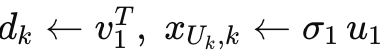 d_k ← v_1^T, x_{U_k,k} ← σ_1 u_1